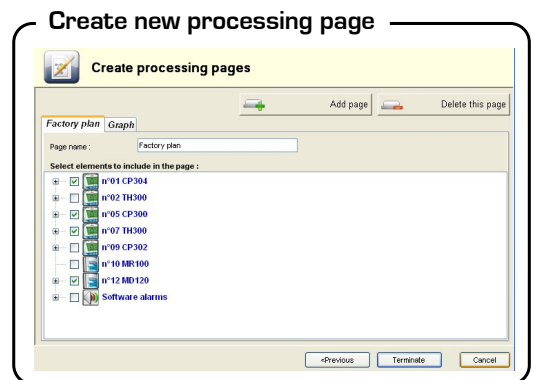 Create new processing page
Create processing pages
Add page
Delete this page
Factory plan
Graph
Page name :
Factory plan
Select elements to include in the page :
n°01 CP304
n°02 TH300
n°05 CP300
n°07 TH300
n°09 CP302
n°10 MR100
n°12 MD120
Software alarms
<Previous
Terminate
Cancel